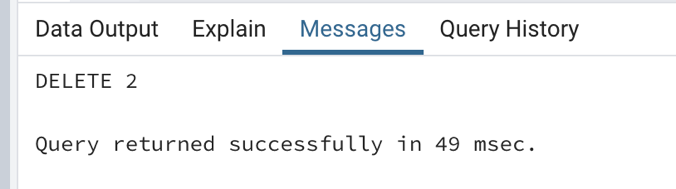 Data Output Explain Messages Query History
DELETE 2
Query returned successfully in 49 msec.